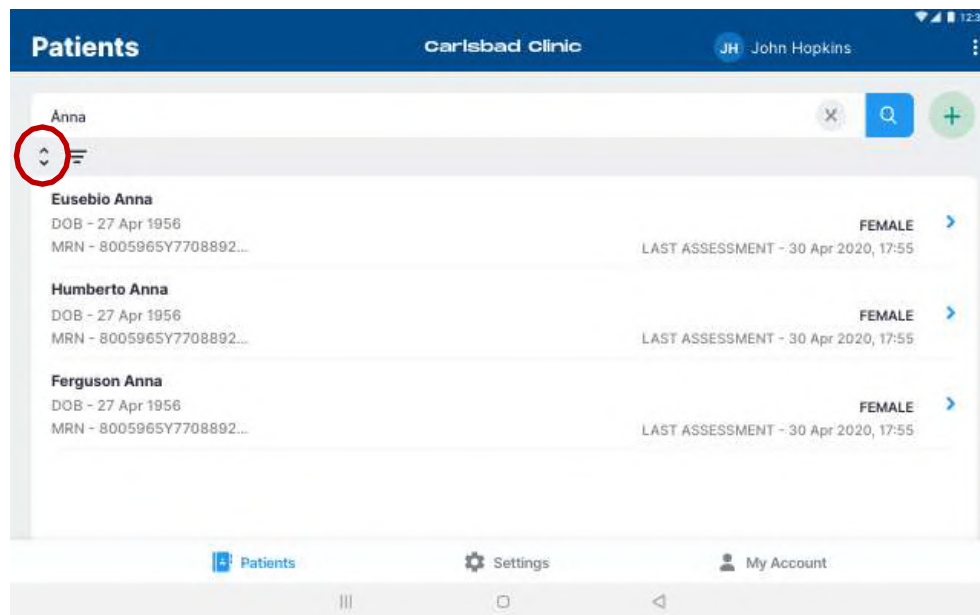 12:3
Patients
Carlsbad Clinic
JH John Hopkins
Anna
Eusebio Anna
DOB - 27 Apr 1956
FEMALE
MRN - 8005965Y7708892...
LAST ASSESSMENT - 30 Apr 2020, 17:55
Humberto Anna
DOB - 27 Apr 1956
FEMALE
MRN - 8005965Y7708892...
LAST ASSESSMENT - 30 Apr 2020, 17:55
Ferguson Anna
DOB - 27 Apr 1956
FEMALE
MRN - 8005965Y7708892...
LAST ASSESSMENT - 30 Apr 2020, 17:55
Patients
Settings
My Account